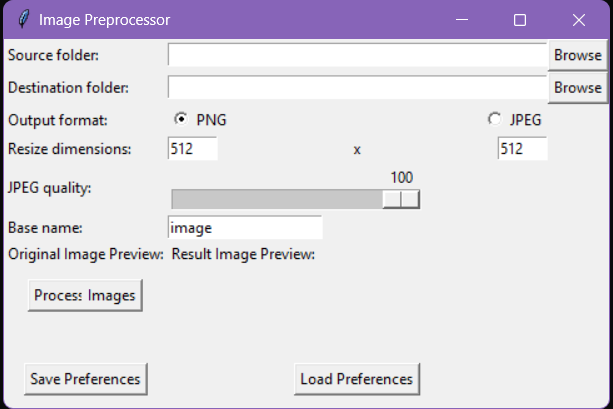 Image Preprocessor
Source folder: Browse
Destination folder: Browse
Output format: PNG JPEG
Resize dimensions: 512 x 512
100
JPEG quality:
Base name: image
Original Image Preview: Result Image Preview:
Process Images
Save Preferences Load Preferences